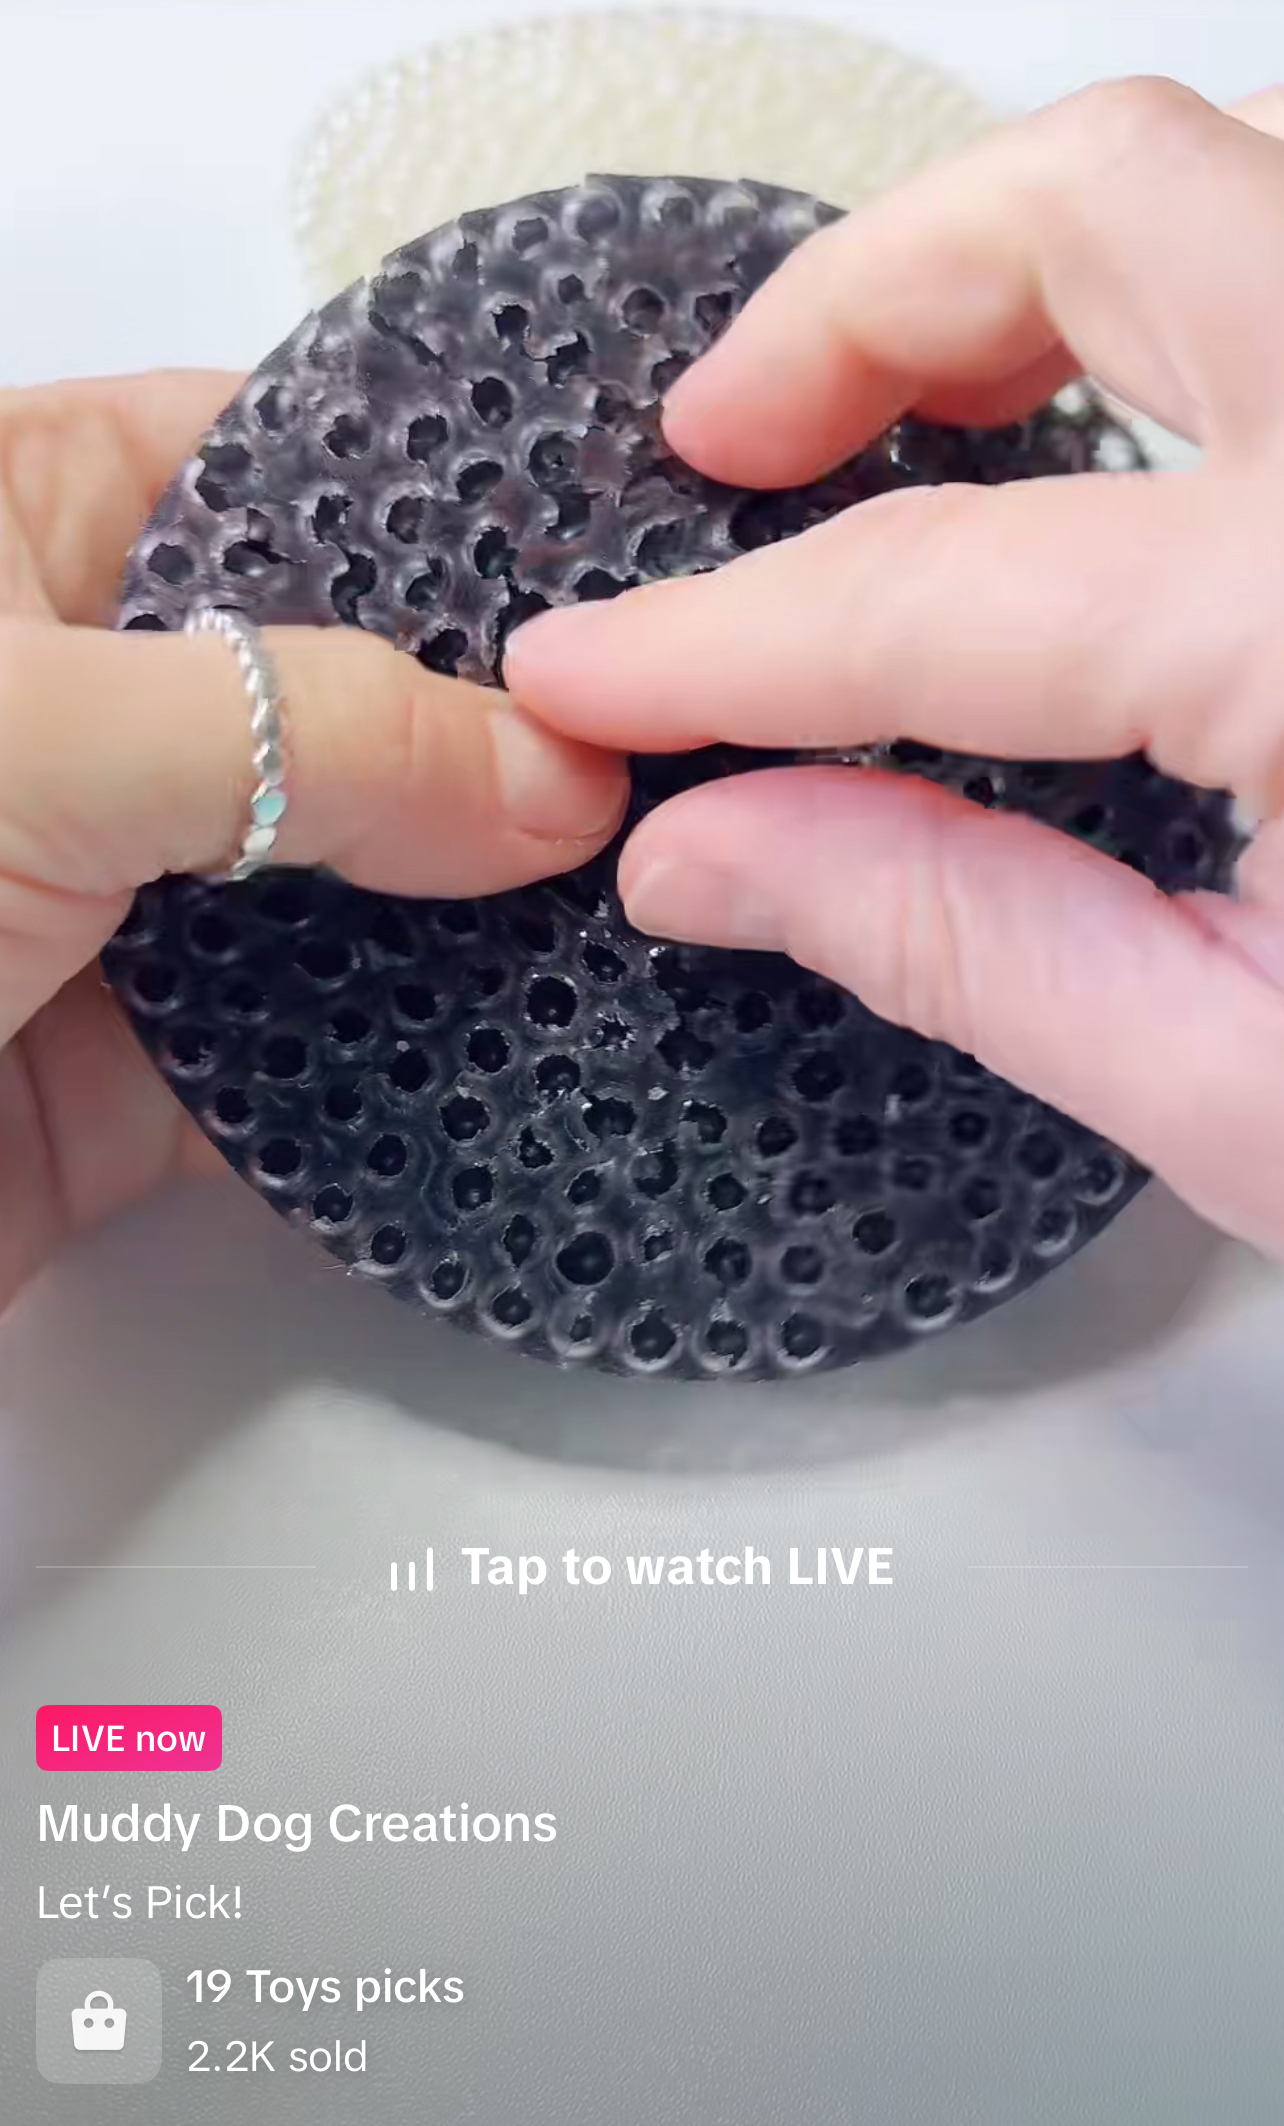 Tap to watch LIVE
LIVE now
Muddy Dog Creations
Let's Pick!
19 Toys picks
2.2K sold